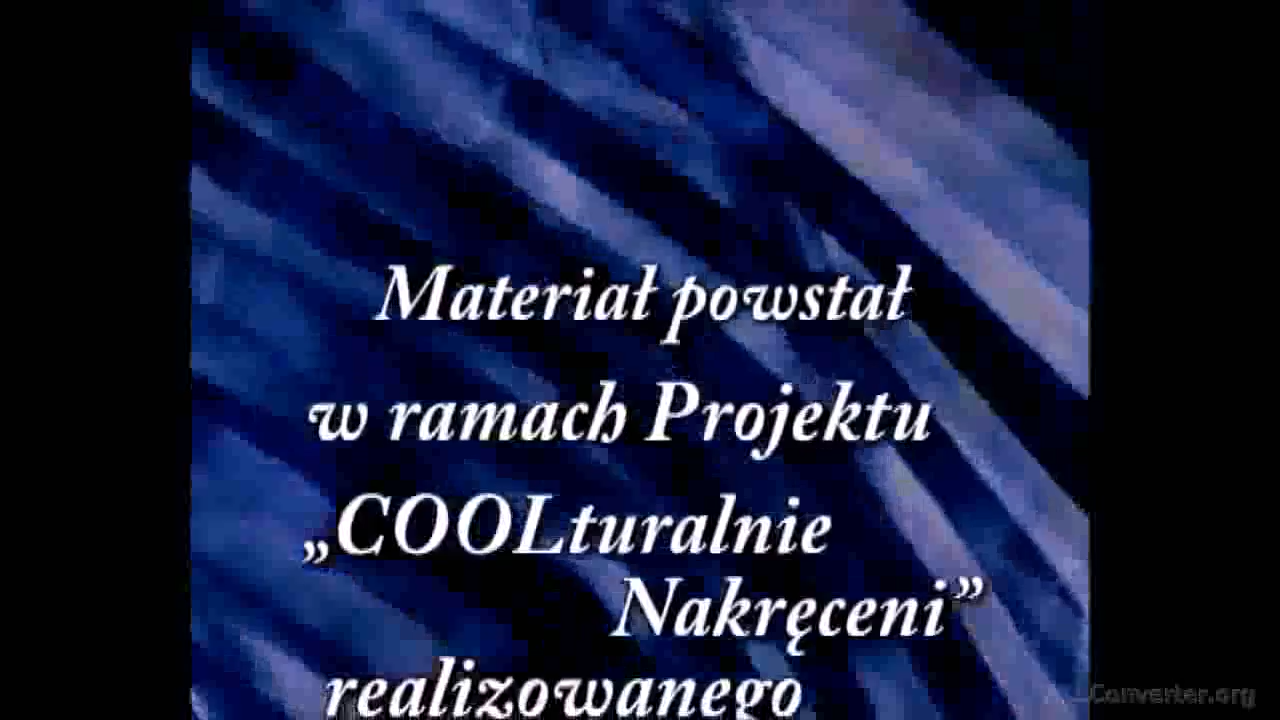 Materiał powstał
w ramach Projektu
„COOLturalnie
Nakręceni”
realizowanego
Converter.org